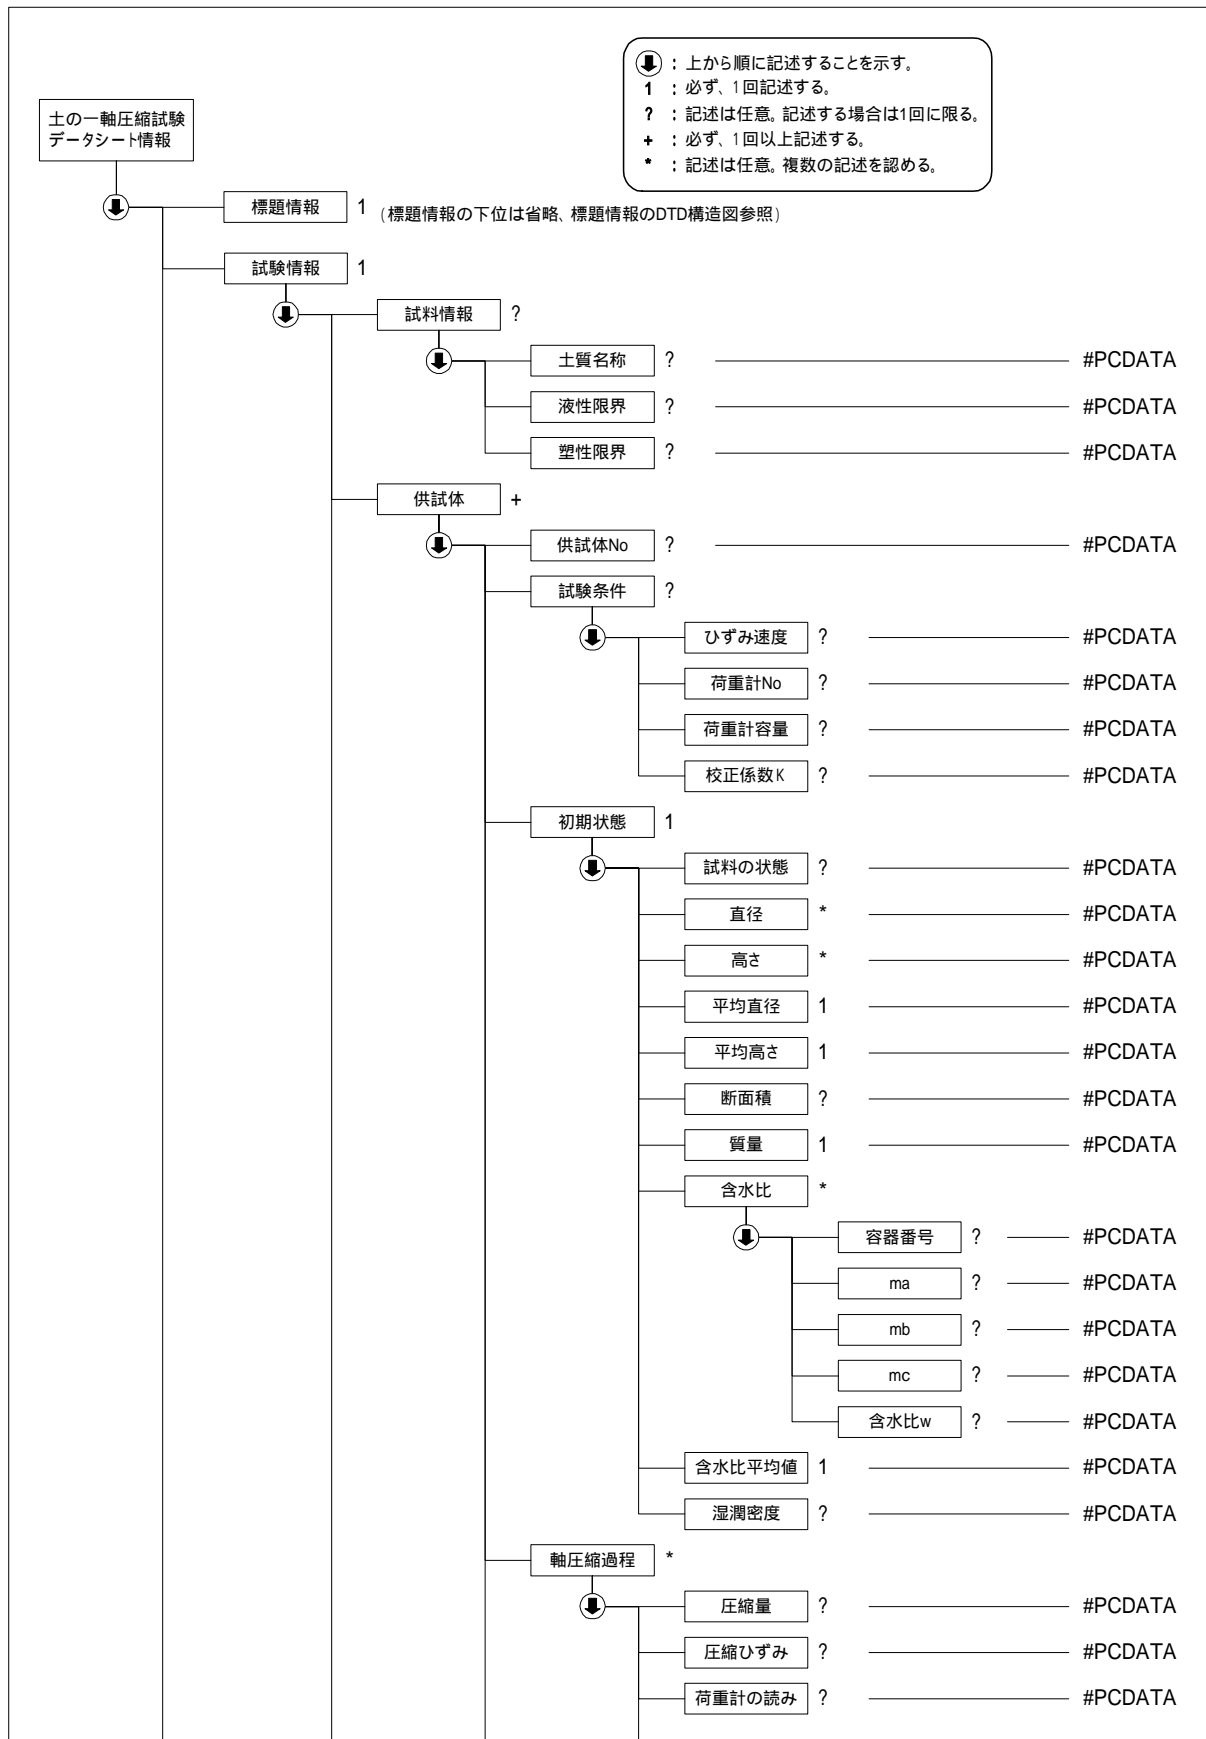 ：上から順に記述することを示す。
1 ：必ず、1回記述する。
? ：記述は任意。記述する場合は1回に限る。
+ ：必ず、1回以上記述する。
* ：記述は任意。複数の記述を認める。
土の一軸圧縮試験
データシート情報
標題情報 1 (標題情報の下位は省略、標題情報のDTD構造図参照)
試験情報 1
試料情報 ?
土質名称 ? #PCDATA
液性限界 ? #PCDATA
塑性限界 ? #PCDATA
供試体 +
供試体No ? #PCDATA
試験条件 ?
ひずみ速度 ? #PCDATA
荷重計No ? #PCDATA
荷重計容量 ? #PCDATA
校正係数K ? #PCDATA
初期状態 1
試料の状態 ? #PCDATA
直径 * #PCDATA
高さ * #PCDATA
平均直径 1 #PCDATA
平均高さ 1 #PCDATA
断面積 ? #PCDATA
質量 1 #PCDATA
含水比 *
容器番号 ? #PCDATA
ma ? #PCDATA
mb ? #PCDATA
mc ? #PCDATA
含水比w ? #PCDATA
含水比平均値 1 #PCDATA
湿潤密度 ? #PCDATA
軸圧縮過程 *
圧縮量 ? #PCDATA
圧縮ひずみ ? #PCDATA
荷重計の読み ? #PCDATA